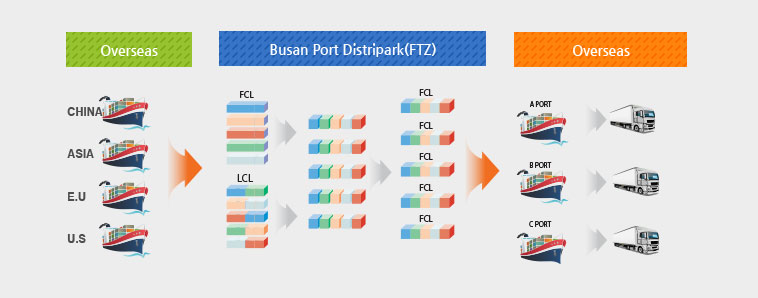 Overseas
Busan Port Distripark(FTZ)
Overseas
CHINA
ASIA
E.U
U.S
FCL
LCL
FCL
FCL
FCL
FCL
FCL
A PORT
B PORT
C PORT